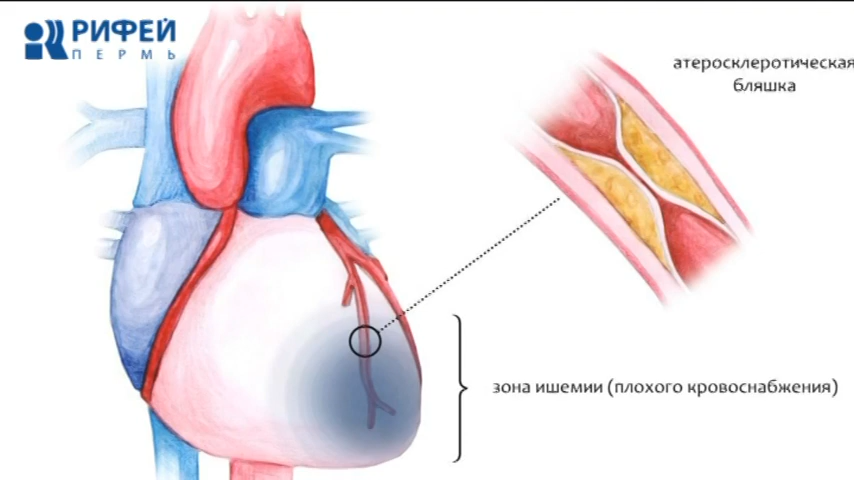 РИФЕЙ
ПЕРМЬ
атеросклеротическая
бляшка
зона ишемии (плохого кровоснабжения)